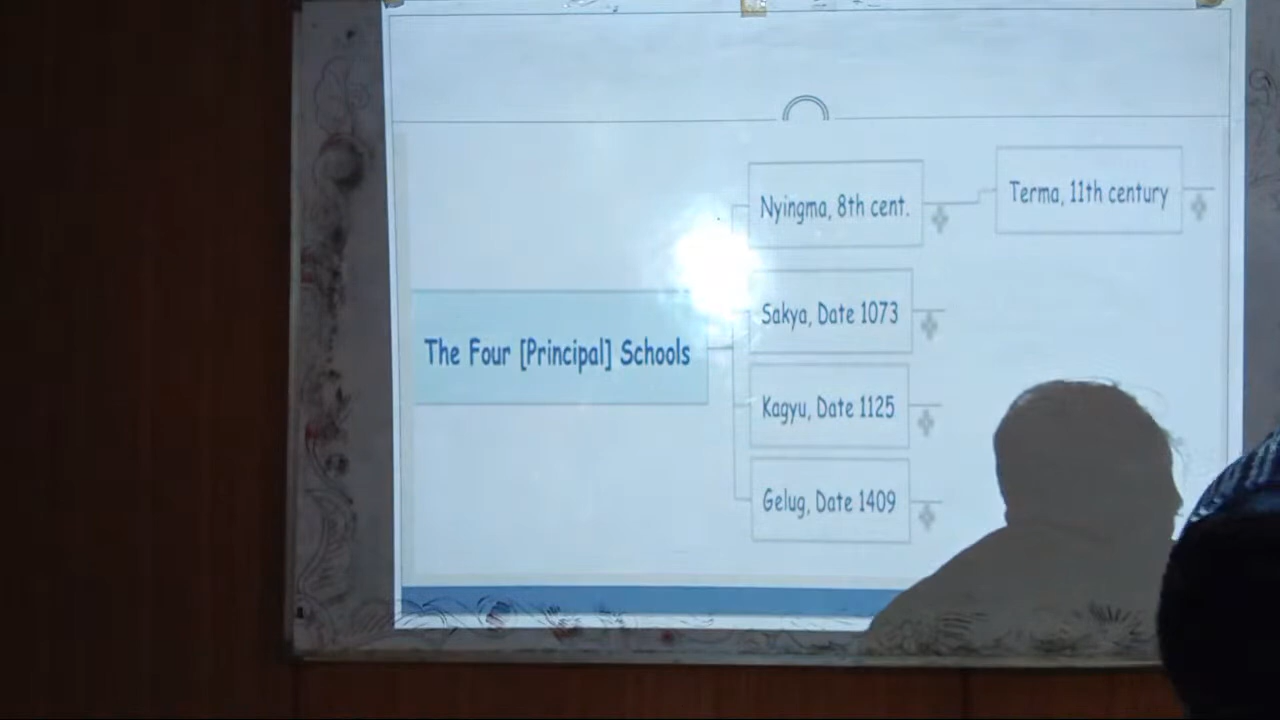 The Four [Principal] Schools
Nyingma, 8th cent.
Terma, 11th century
Sakya, Date 1073
Kagyu, Date 1125
Gelug, Date 1409